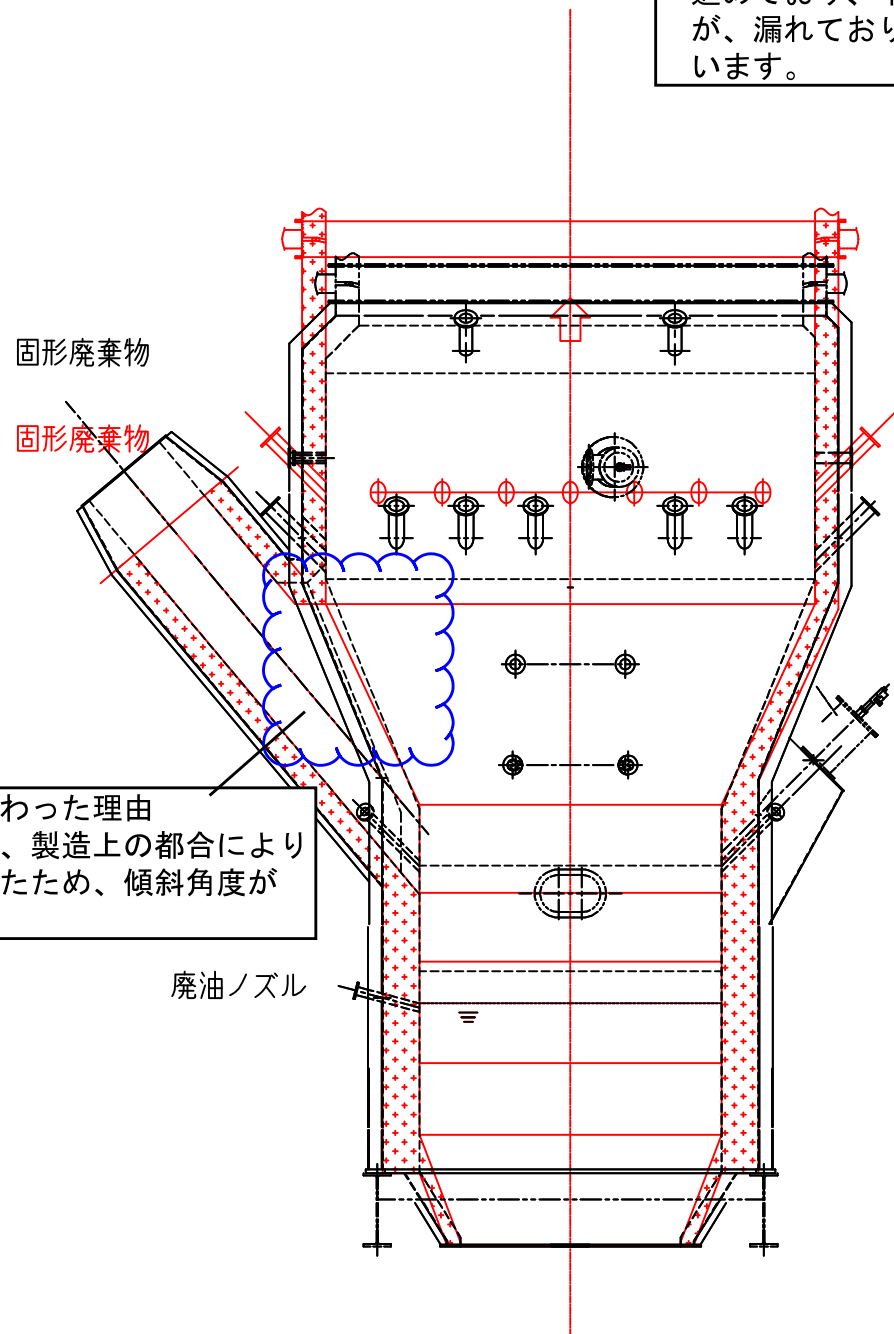 が、漏れており
います。
固形廃棄物
固形廃棄物
わった理由
、製造上の都合により
たため、傾斜角度が
廃油ノズル